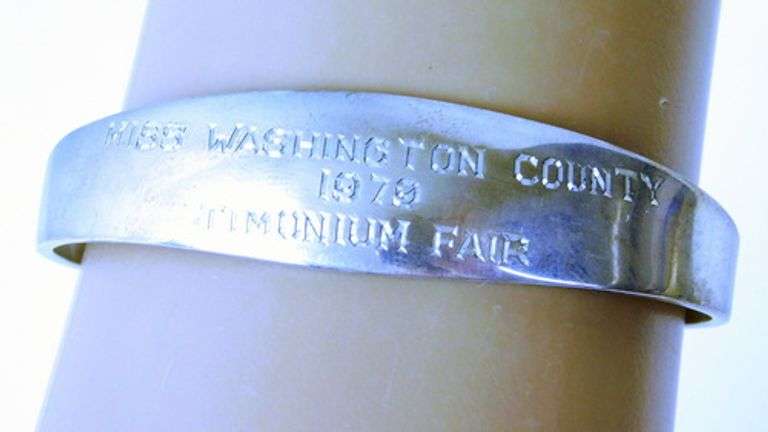 MISS WASHINGTON COUNTY
1979
TIMONIUM FAIR